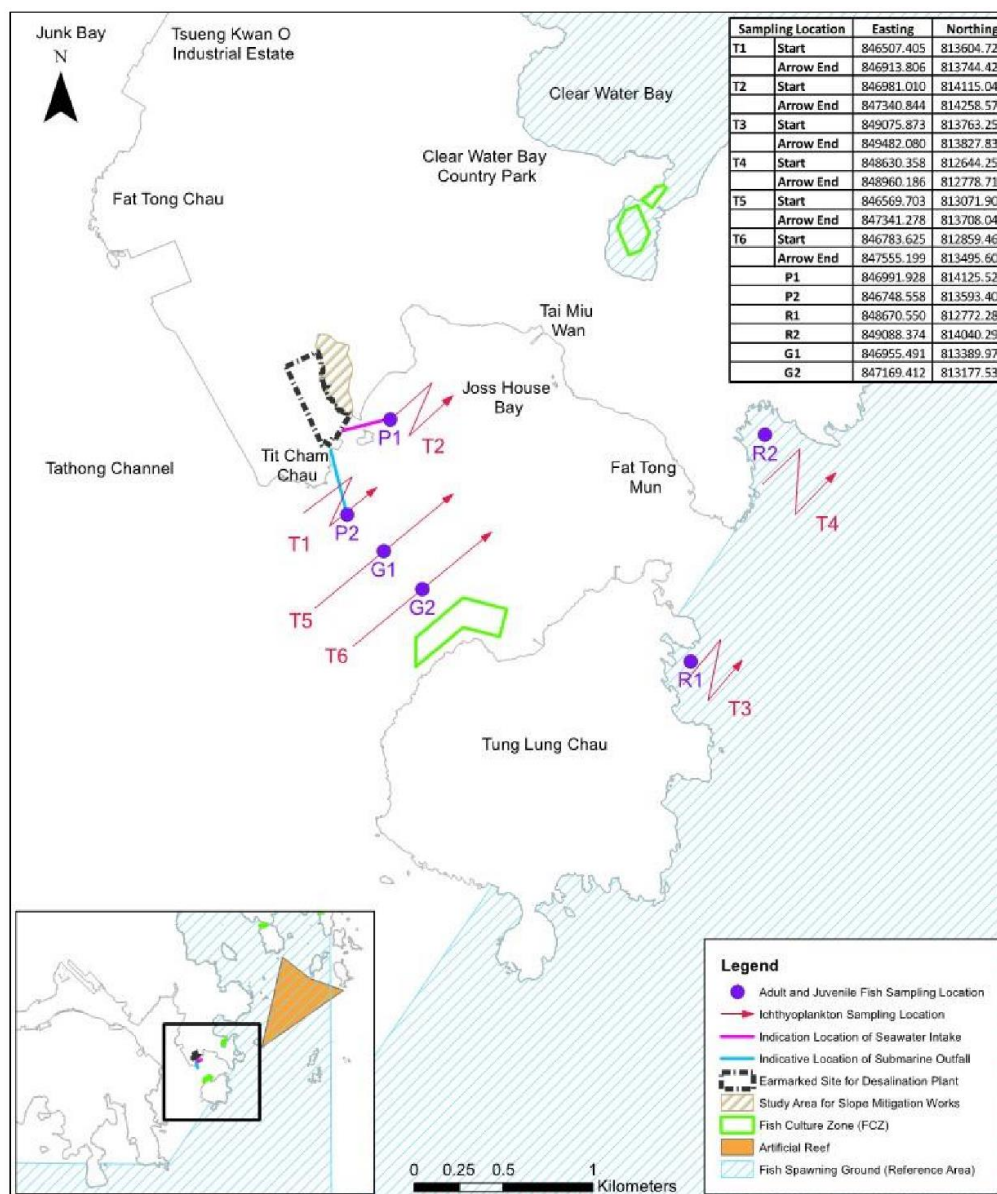 Junk Bay
N
Tsueng Kwan O
Industrial Estate
Clear Water Bay
Clear Water Bay
Country Park
Fat Tong Chau
Tai Miu
Wan
Joss House
Bay
Tathong Channel
Tit Cham
Chau
Fat Tong
Mun
P1
T2
R2
T4
T1
P2
G1
T5
G2
T6
R1
T3
Tung Lung Chau
Sampling Location Easting Northing
T1 Start 846507.405 813604.72
Arrow End 846913.806 813744.42
T2 Start 846981.010 814115.04
Arrow End 847340.844 814258.57
T3 Start 849075.873 813763.25
Arrow End 849482.080 813827.83
T4 Start 848630.358 812644.25
Arrow End 848960.186 812778.71
T5 Start 846569.703 813071.90
Arrow End 847341.278 813708.04
T6 Start 846783.625 812859.46
Arrow End 847555.199 813495.60
P1 846991.928 814125.52
P2 846748.558 813593.40
R1 848670.550 812772.28
R2 849088.374 814040.29
G1 846955.491 813389.97
G2 847169.412 813177.53
Legend
Adult and Juvenile Fish Sampling Location
Ichthyoplankton Sampling Location
Indication Location of Seawater Intake
Indicative Location of Submarine Outfall
Earmarked Site for Desalination Plant
Study Area for Slope Mitigation Works
Fish Culture Zone (FCZ)
Artificial Reef
Fish Spawning Ground (Reference Area)
0 0.25 0.5 1
Kilometers